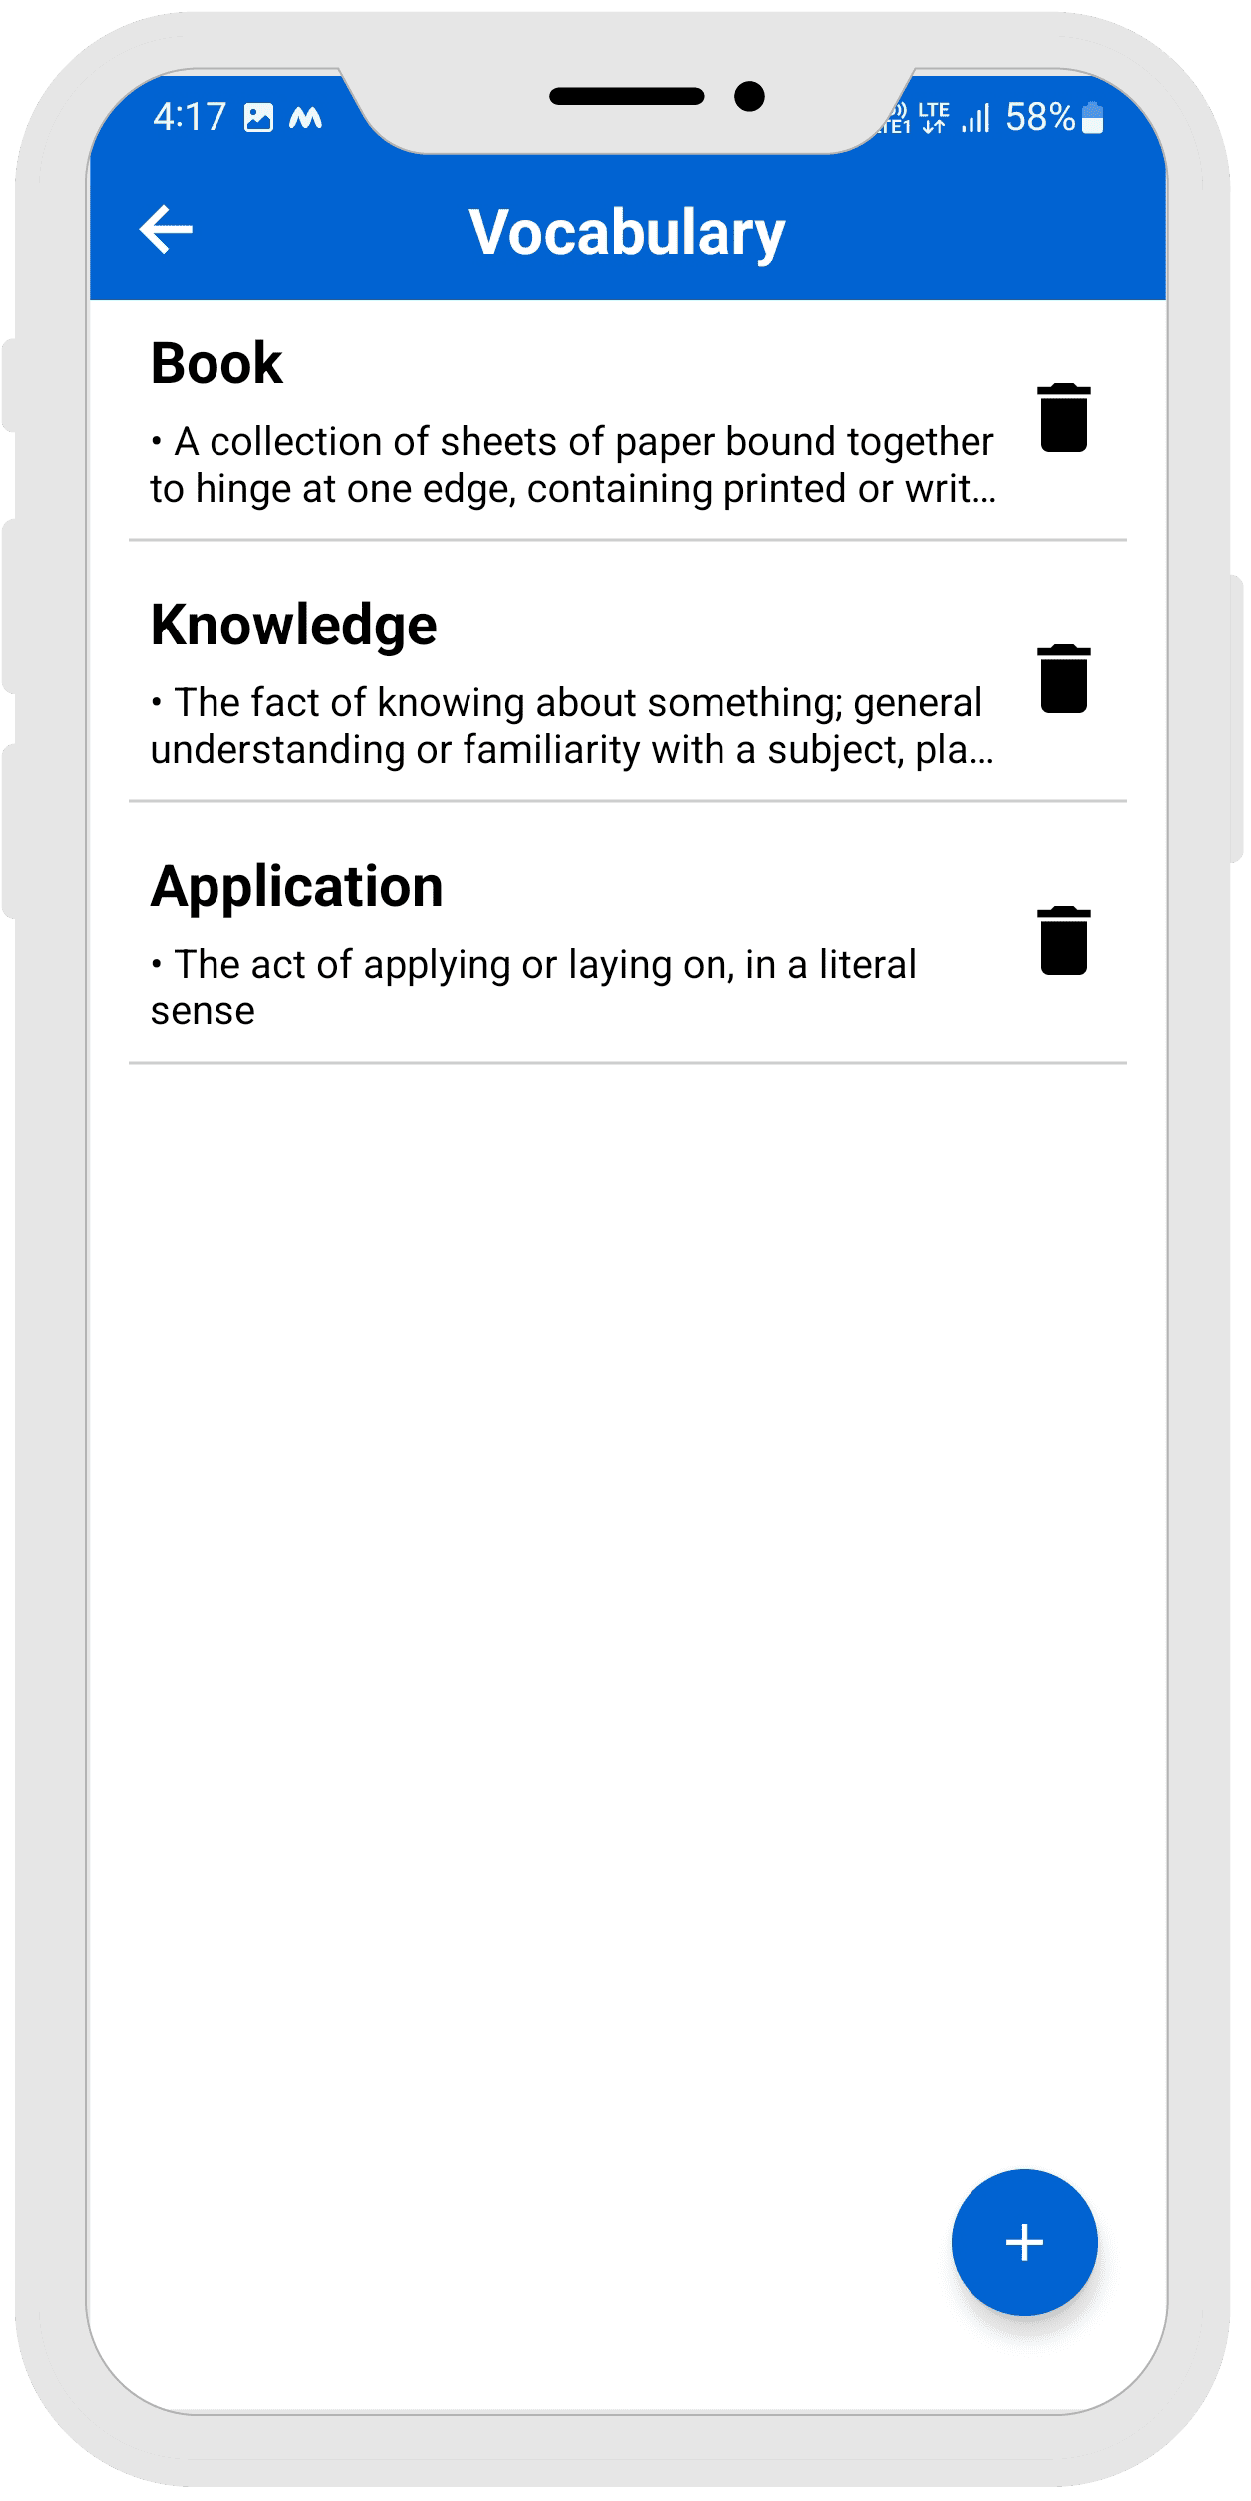 4:17 LTE 58%
Vocabulary
Book
• A collection of sheets of paper bound together
to hinge at one edge, containing printed or writ...
Knowledge
• The fact of knowing about something; general
understanding or familiarity with a subject, pla...
Application
• The act of applying or laying on, in a literal
sense
+